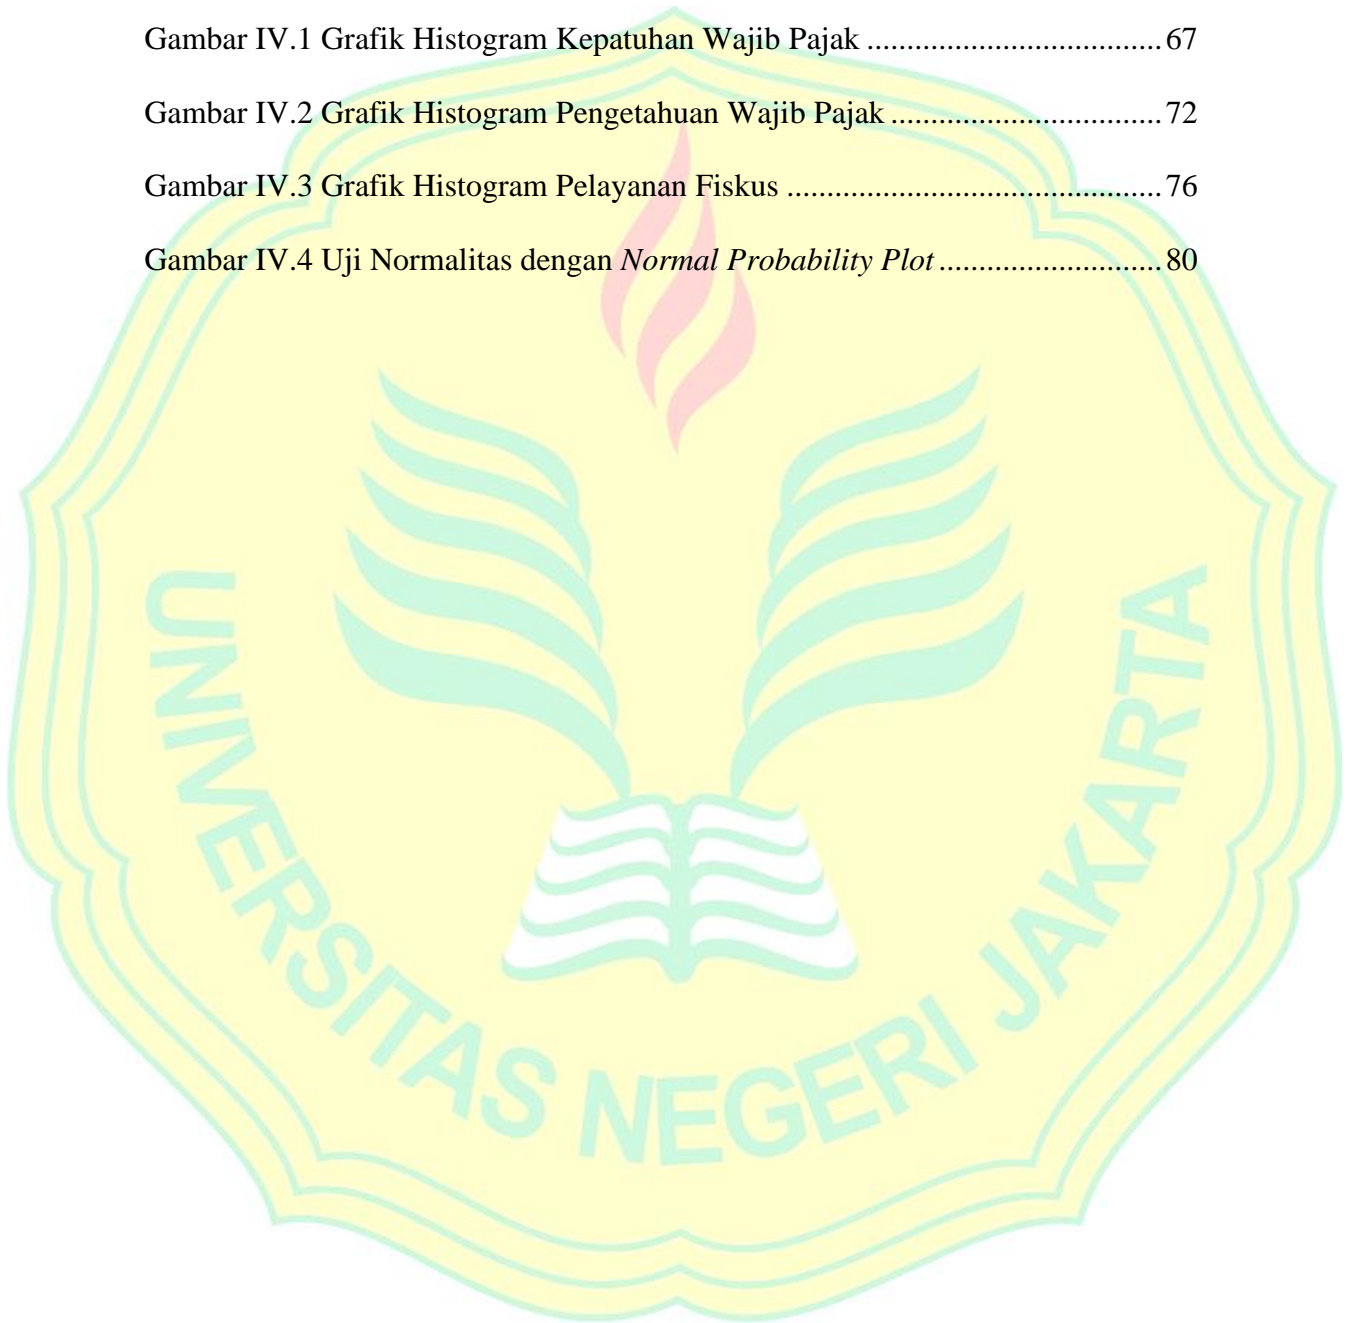 Gambar IV.1 Grafik Histogram Kepatuhan Wajib Pajak ..................................... 67
Gambar IV.2 Grafik Histogram Pengetahuan Wajib Pajak .................................. 72
Gambar IV.3 Grafik Histogram Pelayanan Fiskus ............................................... 76
Gambar IV.4 Uji Normalitas dengan Normal Probability Plot ............................ 80
UNIVERSITAS NEGERI JAKARTA